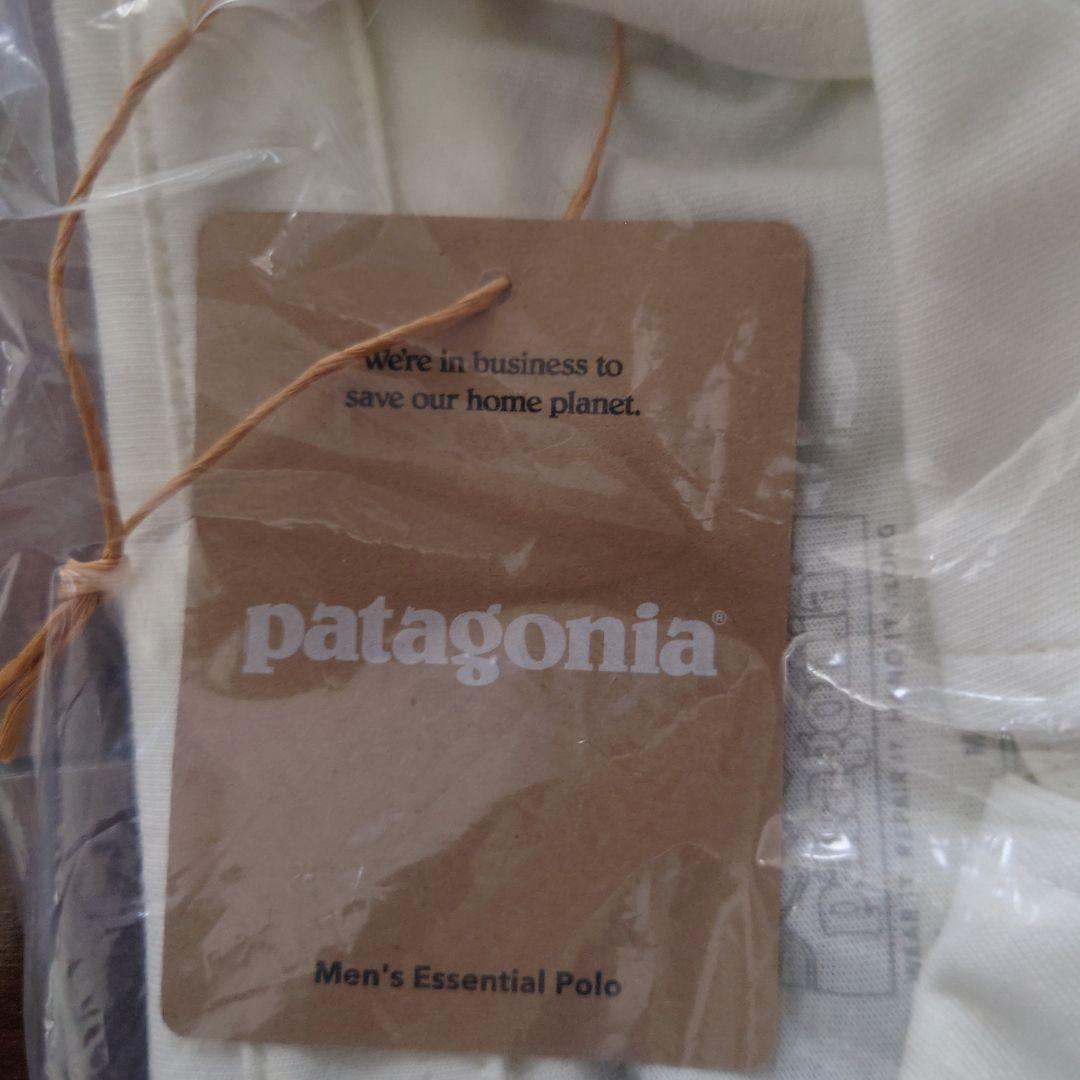 We're in business to
save our home planet.
patagonia®
Men's Essential Polo